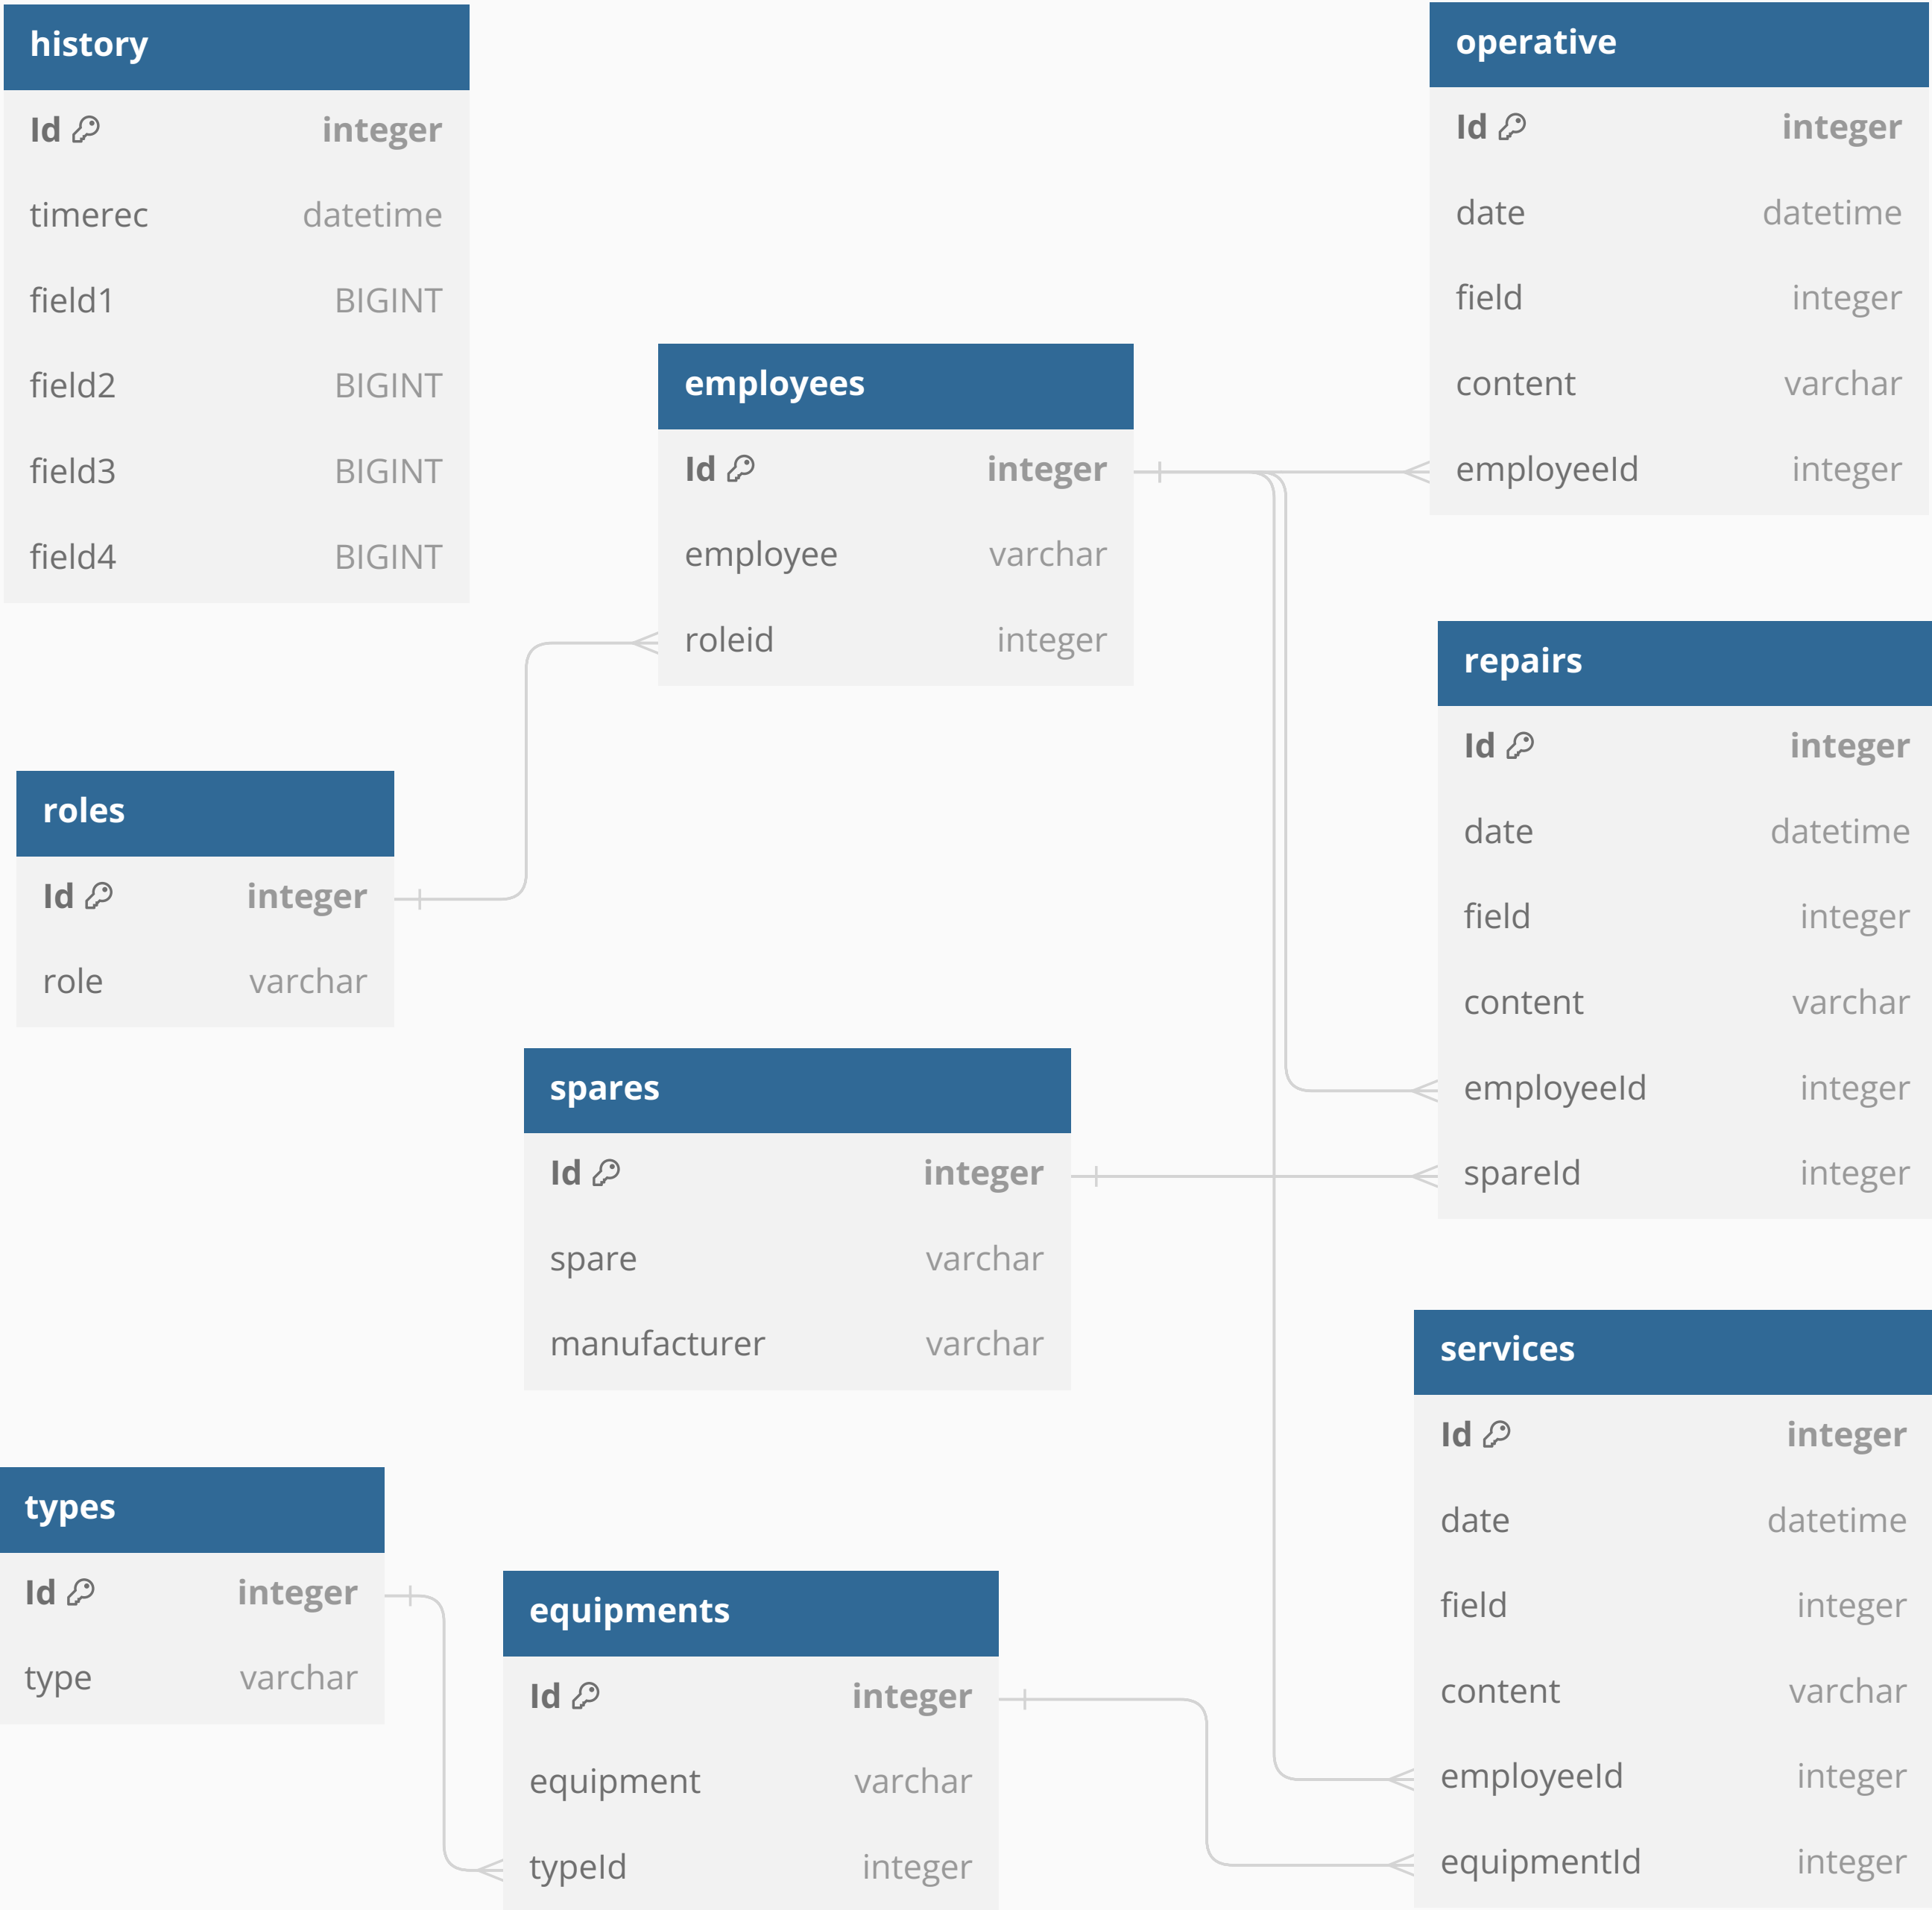 history
Id integer
timerec datetime
field1 BIGINT
field2 BIGINT
field3 BIGINT
field4 BIGINT
operative
Id integer
date datetime
field integer
content varchar
employeeId integer
employees
Id integer
employee varchar
roleid integer
repairs
Id integer
date datetime
field integer
content varchar
employeeId integer
spareId integer
roles
Id integer
role varchar
spares
Id integer
spare varchar
manufacturer varchar
services
Id integer
date datetime
field integer
content varchar
employeeId integer
equipmentId integer
types
Id integer
type varchar
equipments
Id integer
equipment varchar
typeId integer